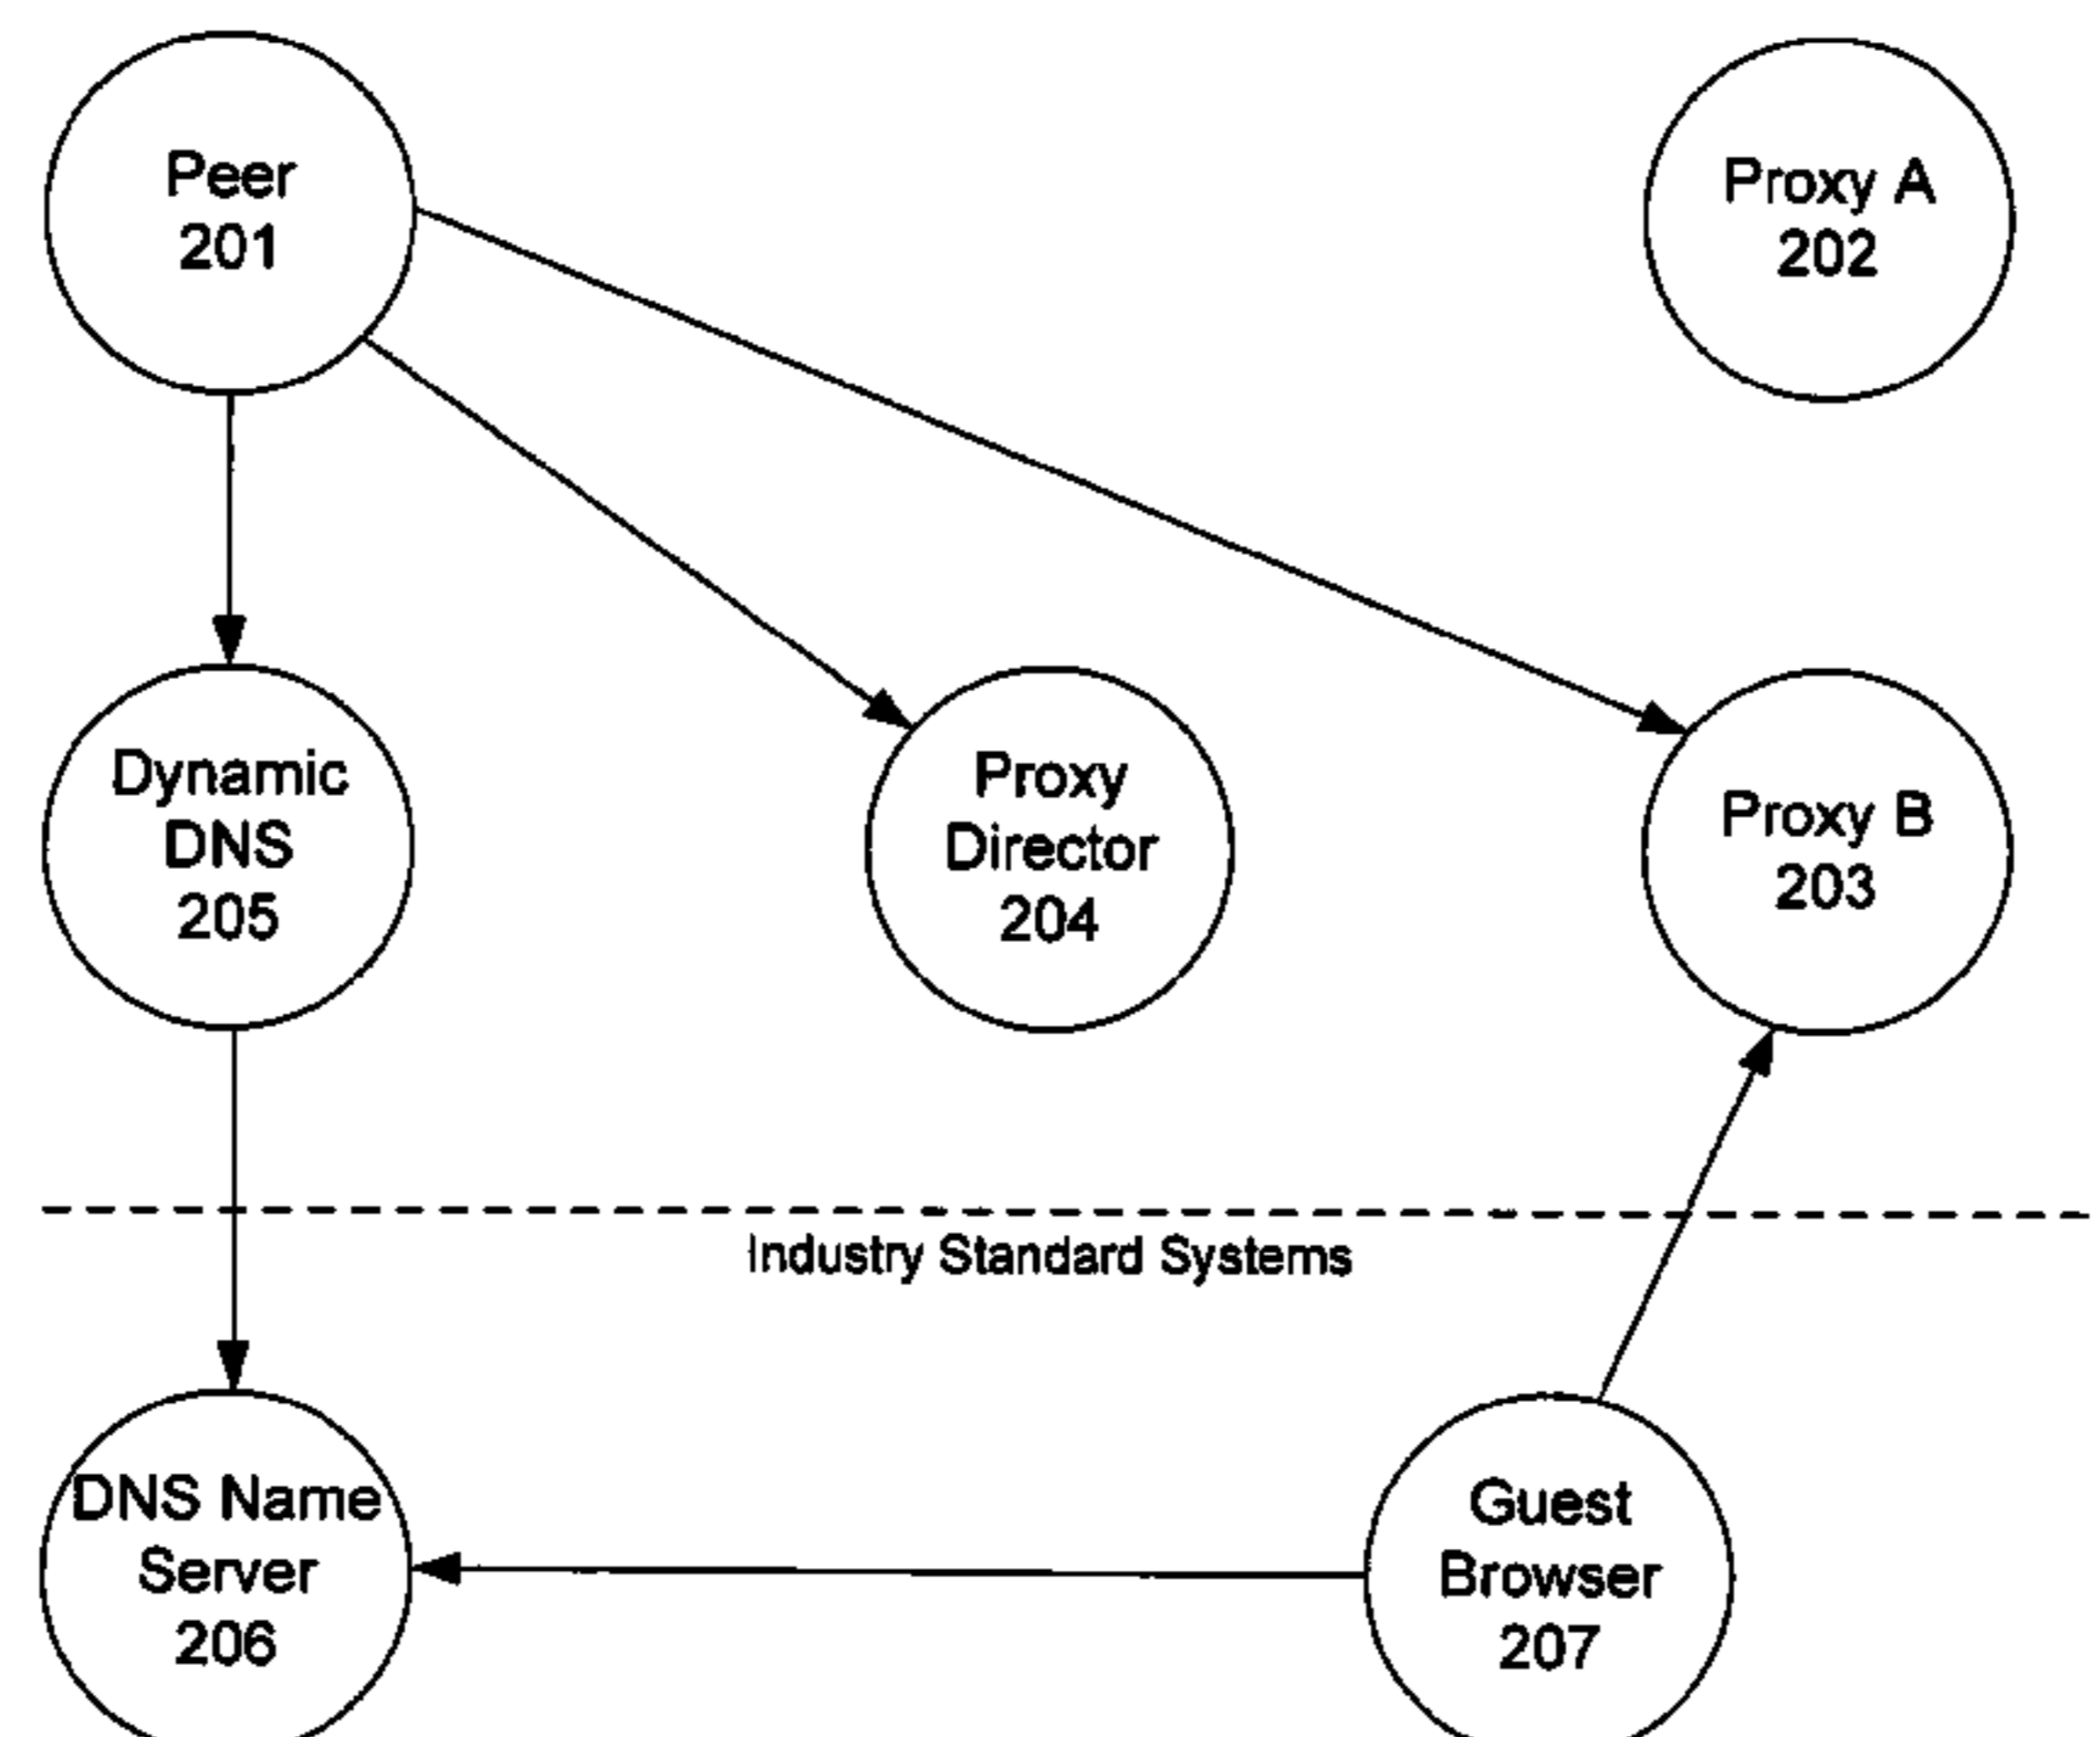 Peer
201
Proxy A
202
Dynamic
DNS
205
Proxy
Director
204
Proxy B
203
Industry Standard Systems
DNS Name
Server
206
Guest
Browser
207